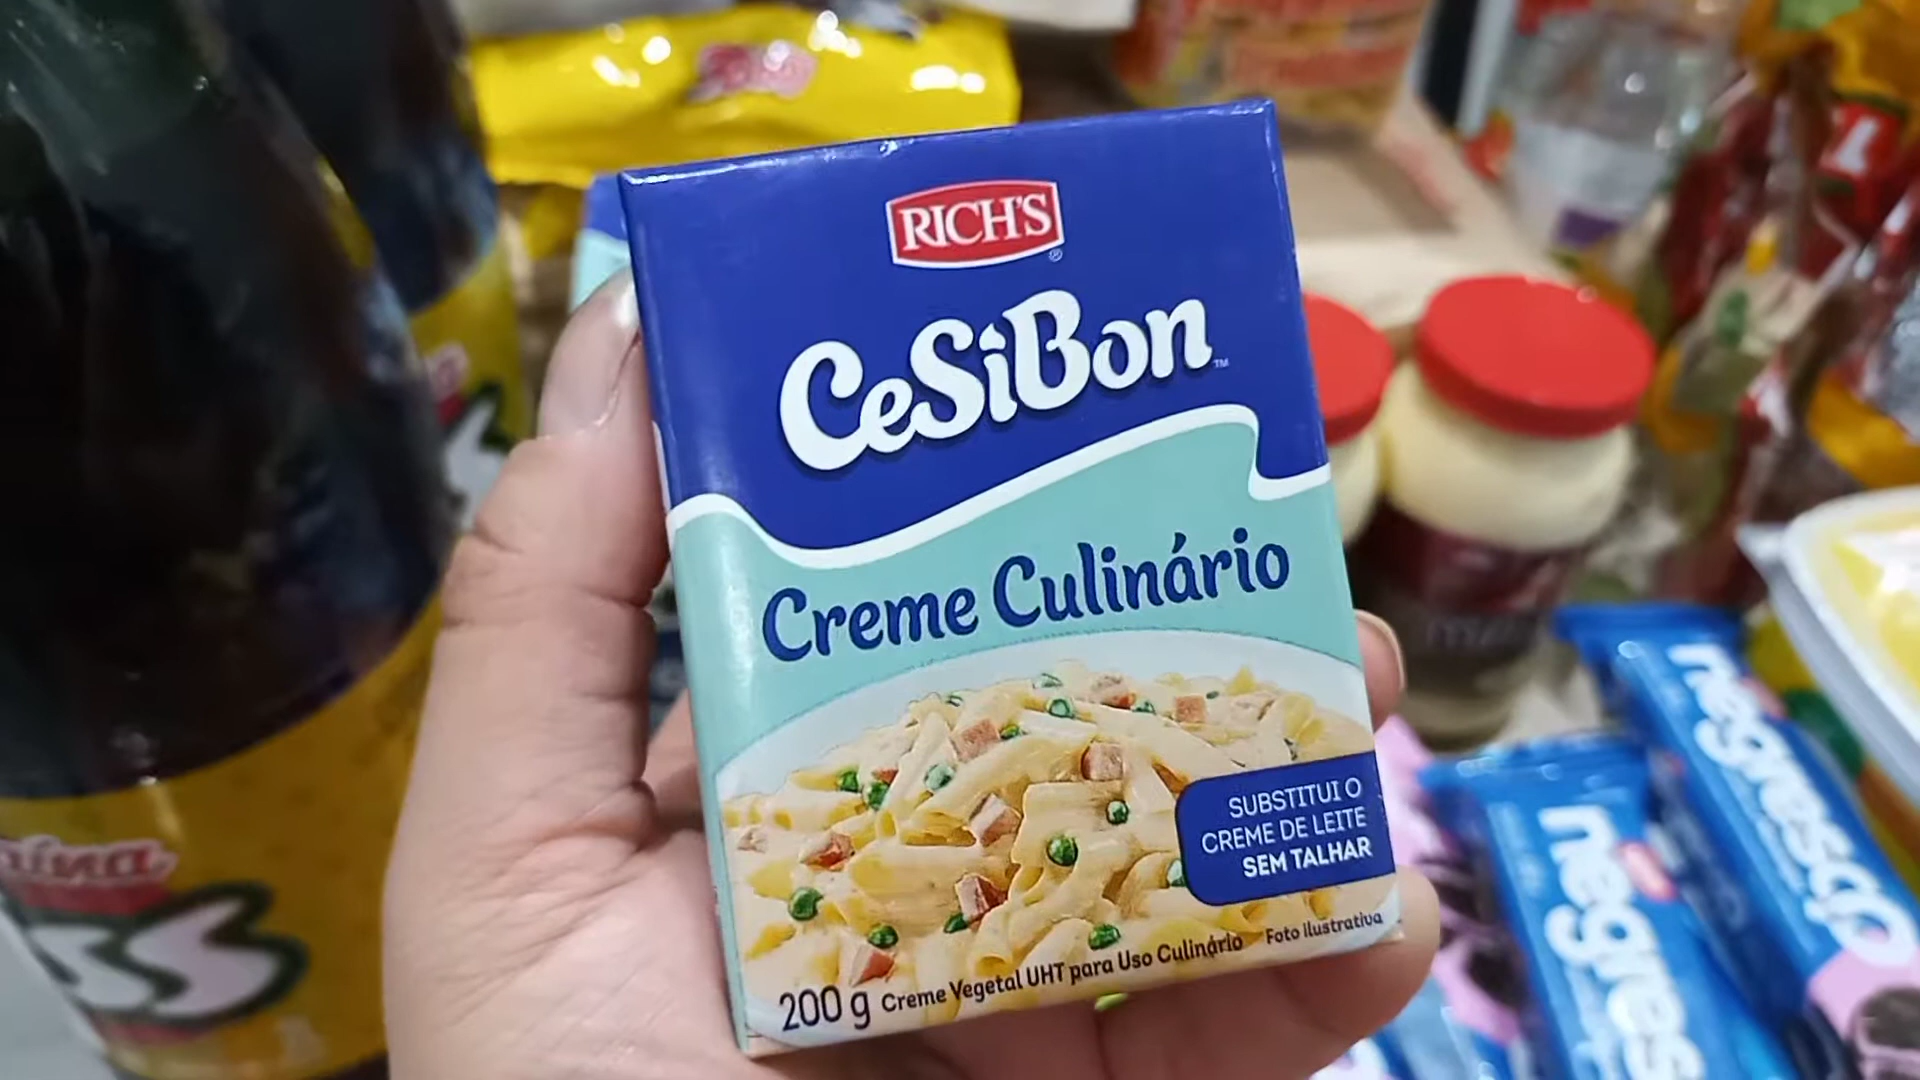 RICH'S
®
CeSiBon
™
Creme Culinário
SUBSTITUI O
CREME DE LEITE
SEM TALHAR
200 g Creme Vegetal UHT para Uso Culinário Foto Ilustrativa
negresco